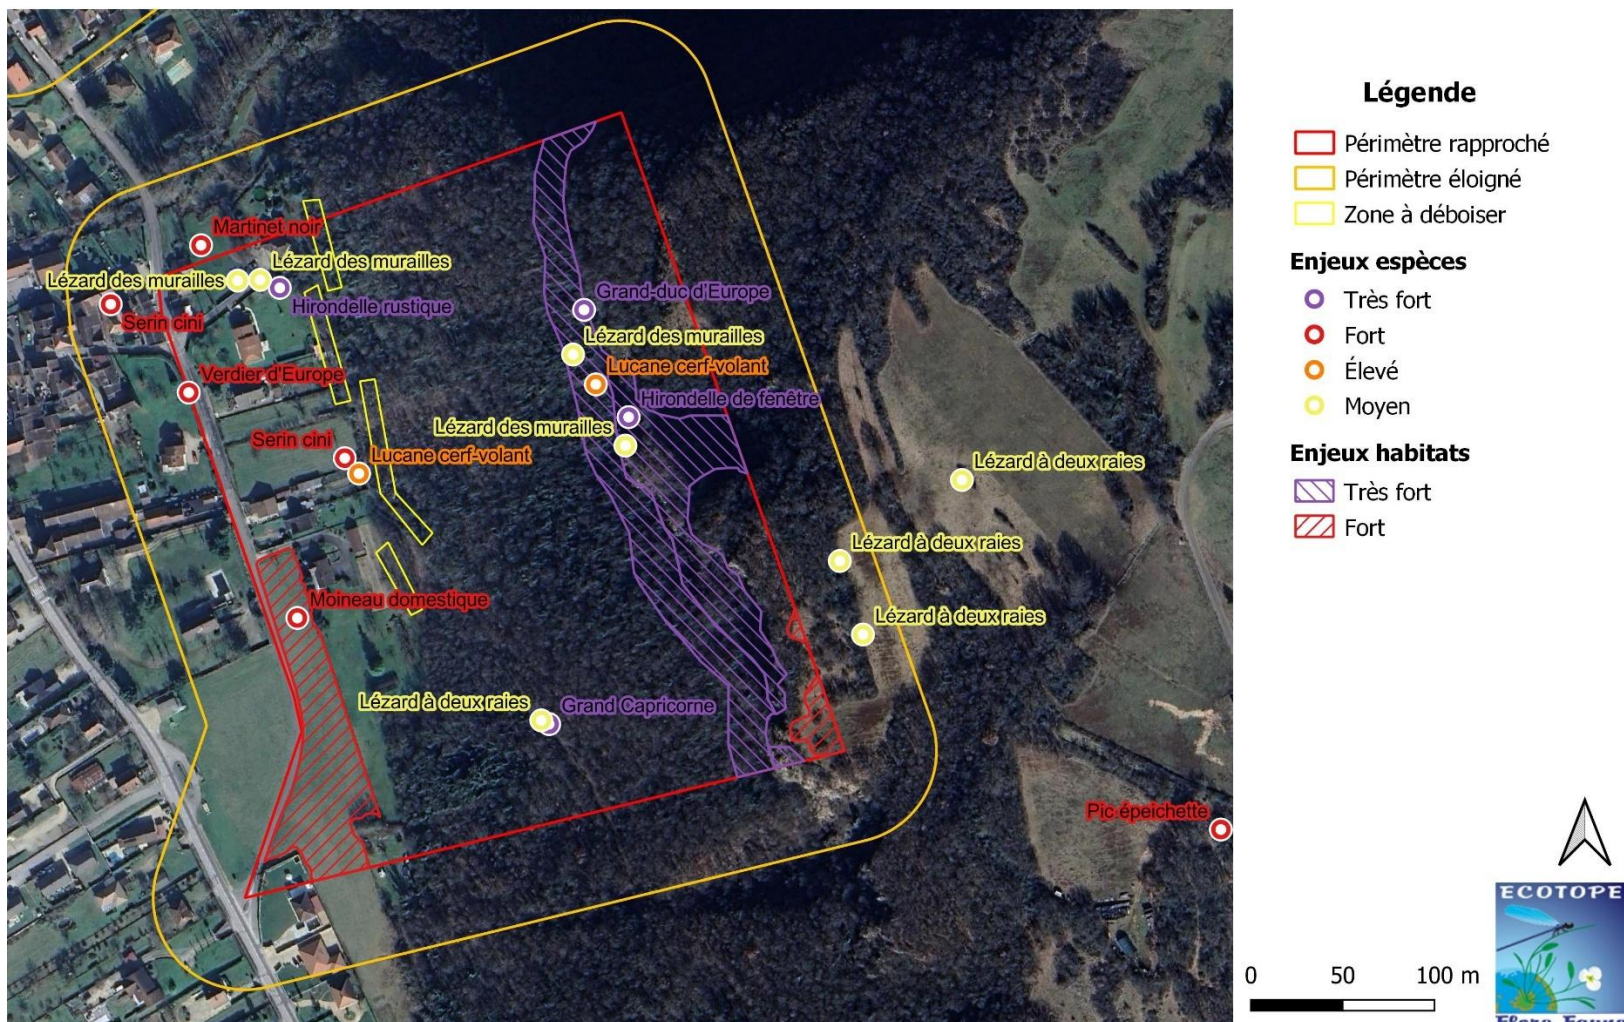 Martinet noir
Lézard des murailles
Lézard des murailles
Hirondelle rustique
Serin cini
Verdier d'Europe
Grand-duc d'Europe
Lézard des murailles
Lucane cerf-volant
Hirondelle de fenêtre
Lézard des murailles
Serin cini
Lucane cerf-volant
Lézard à deux raies
Lézard à deux raies
Moineau domestique
Lézard à deux raies
Lézard à deux raies
Grand Capricorne
Pic épeichette
Légende
Périmètre rapproché
Périmètre éloigné
Zone à déboiser
Enjeux espèces
Très fort
Fort
Élevé
Moyen
Enjeux habitats
Très fort
Fort
0 50 100 m
ECOTOPE
Flore Faune